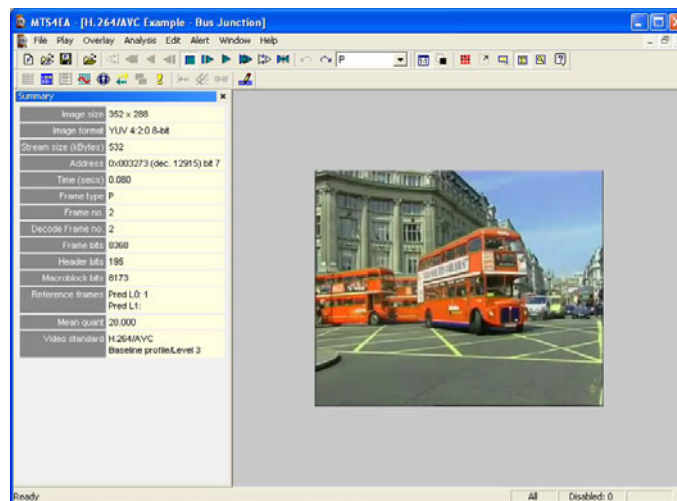 MTS4EA - [H.264/AVC Example - Bus Junction]
File Play Overlay Analysis Edit Alert Window Help
P
Summary
Image size 352 x 288
Image format YUV 4:2:0 8-bit
Stream size (kBytes) 532
Address 0x003273 (dec. 12915) bit 7
Time (secs) 0.080
Frame type P
Frame no. 2
Decode Frame no. 2
Frame bits 8368
Header bits 195
Macroblock bits 8173
Reference frames Pred L0: 1
Pred L1:
Mean quant 28.000
Video standard H.264/AVC
Baseline profile/Level 3
Ready All Disabled: 0